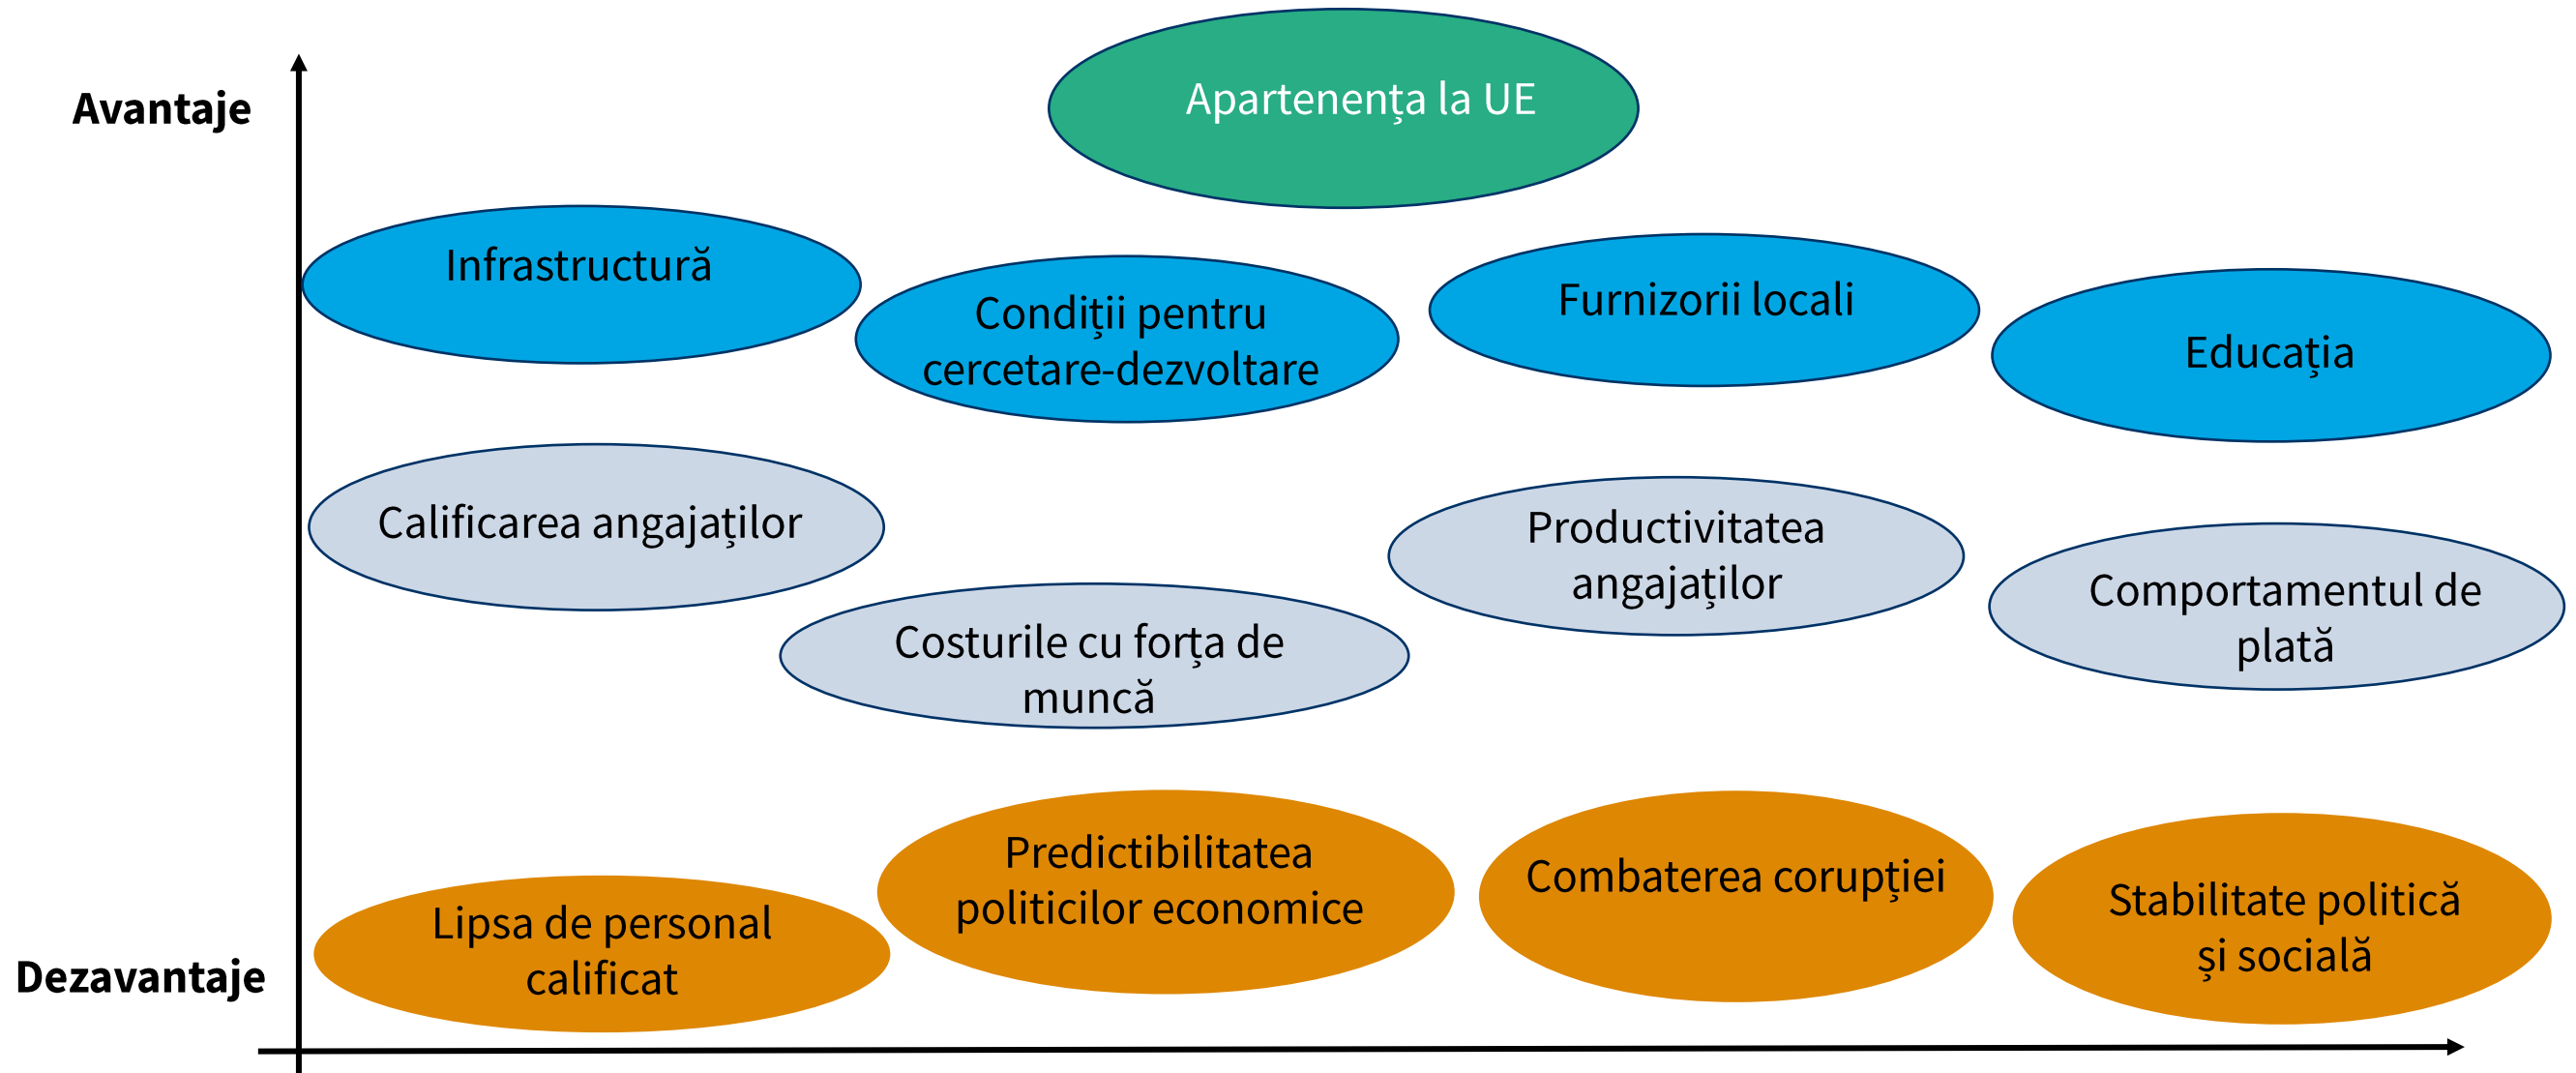 Avantaje
Apartenența la UE
Infrastructură
Condiții pentru
cercetare-dezvoltare
Furnizorii locali
Educația
Calificarea angajaților
Costurile cu forța de
muncă
Productivitatea
angajaților
Comportamentul de
plată
Dezavantaje
Lipsa de personal
calificat
Predictibilitatea
politicilor economice
Combaterea corupției
Stabilitate politică
și socială